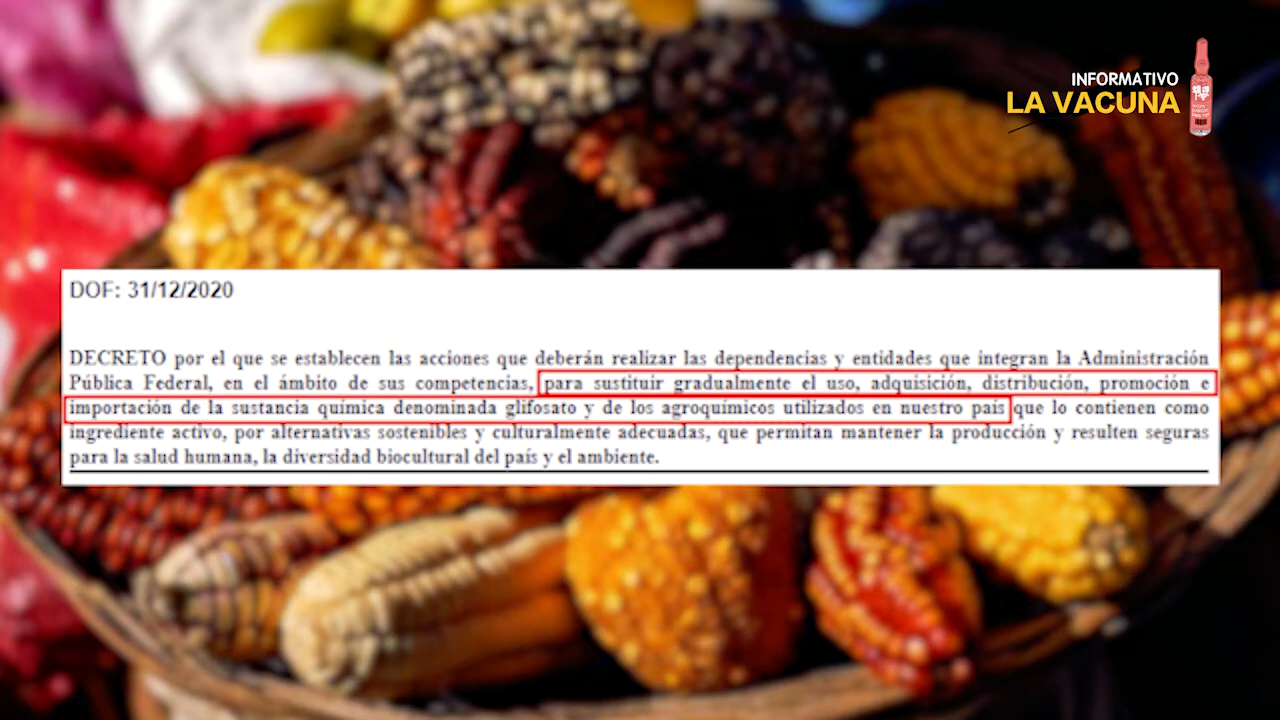 INFORMATIVO
LA VACUNA
DOF: 31/12/2020
DECRETO por el que se establecen las acciones que deberán realizar las dependencias y entidades que integran la Administración
Pública Federal, en el ámbito de sus competencias, para sustituir gradualmente el uso, adquisición, distribución, promoción e
importación de la sustancia química denominada glifosato y de los agroquímicos utilizados en nuestro país que lo contienen como
ingrediente activo, por alternativas sostenibles y culturalmente adecuadas, que permitan mantener la producción y resulten seguras
para la salud humana, la diversidad biocultural del país y el ambiente.